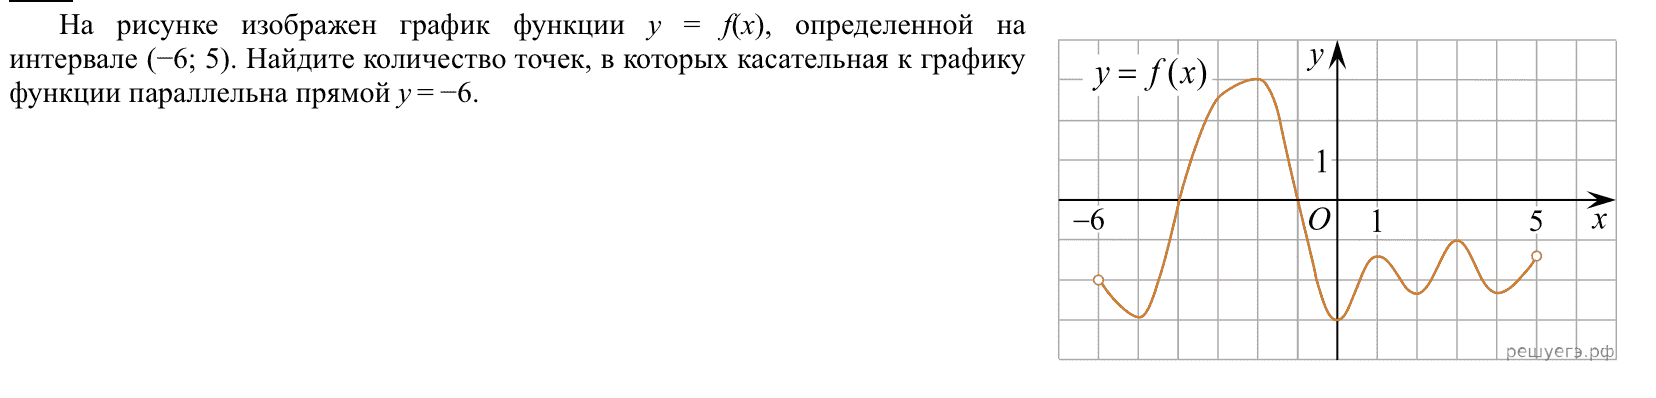 На рисунке изображен график функции y = f(x), определенной на
интервале (−6; 5). Найдите количество точек, в которых касательная к графику
функции параллельна прямой y = −6.
y = f(x)
y
1
−6
O
1
5
x
решуегэ.рф